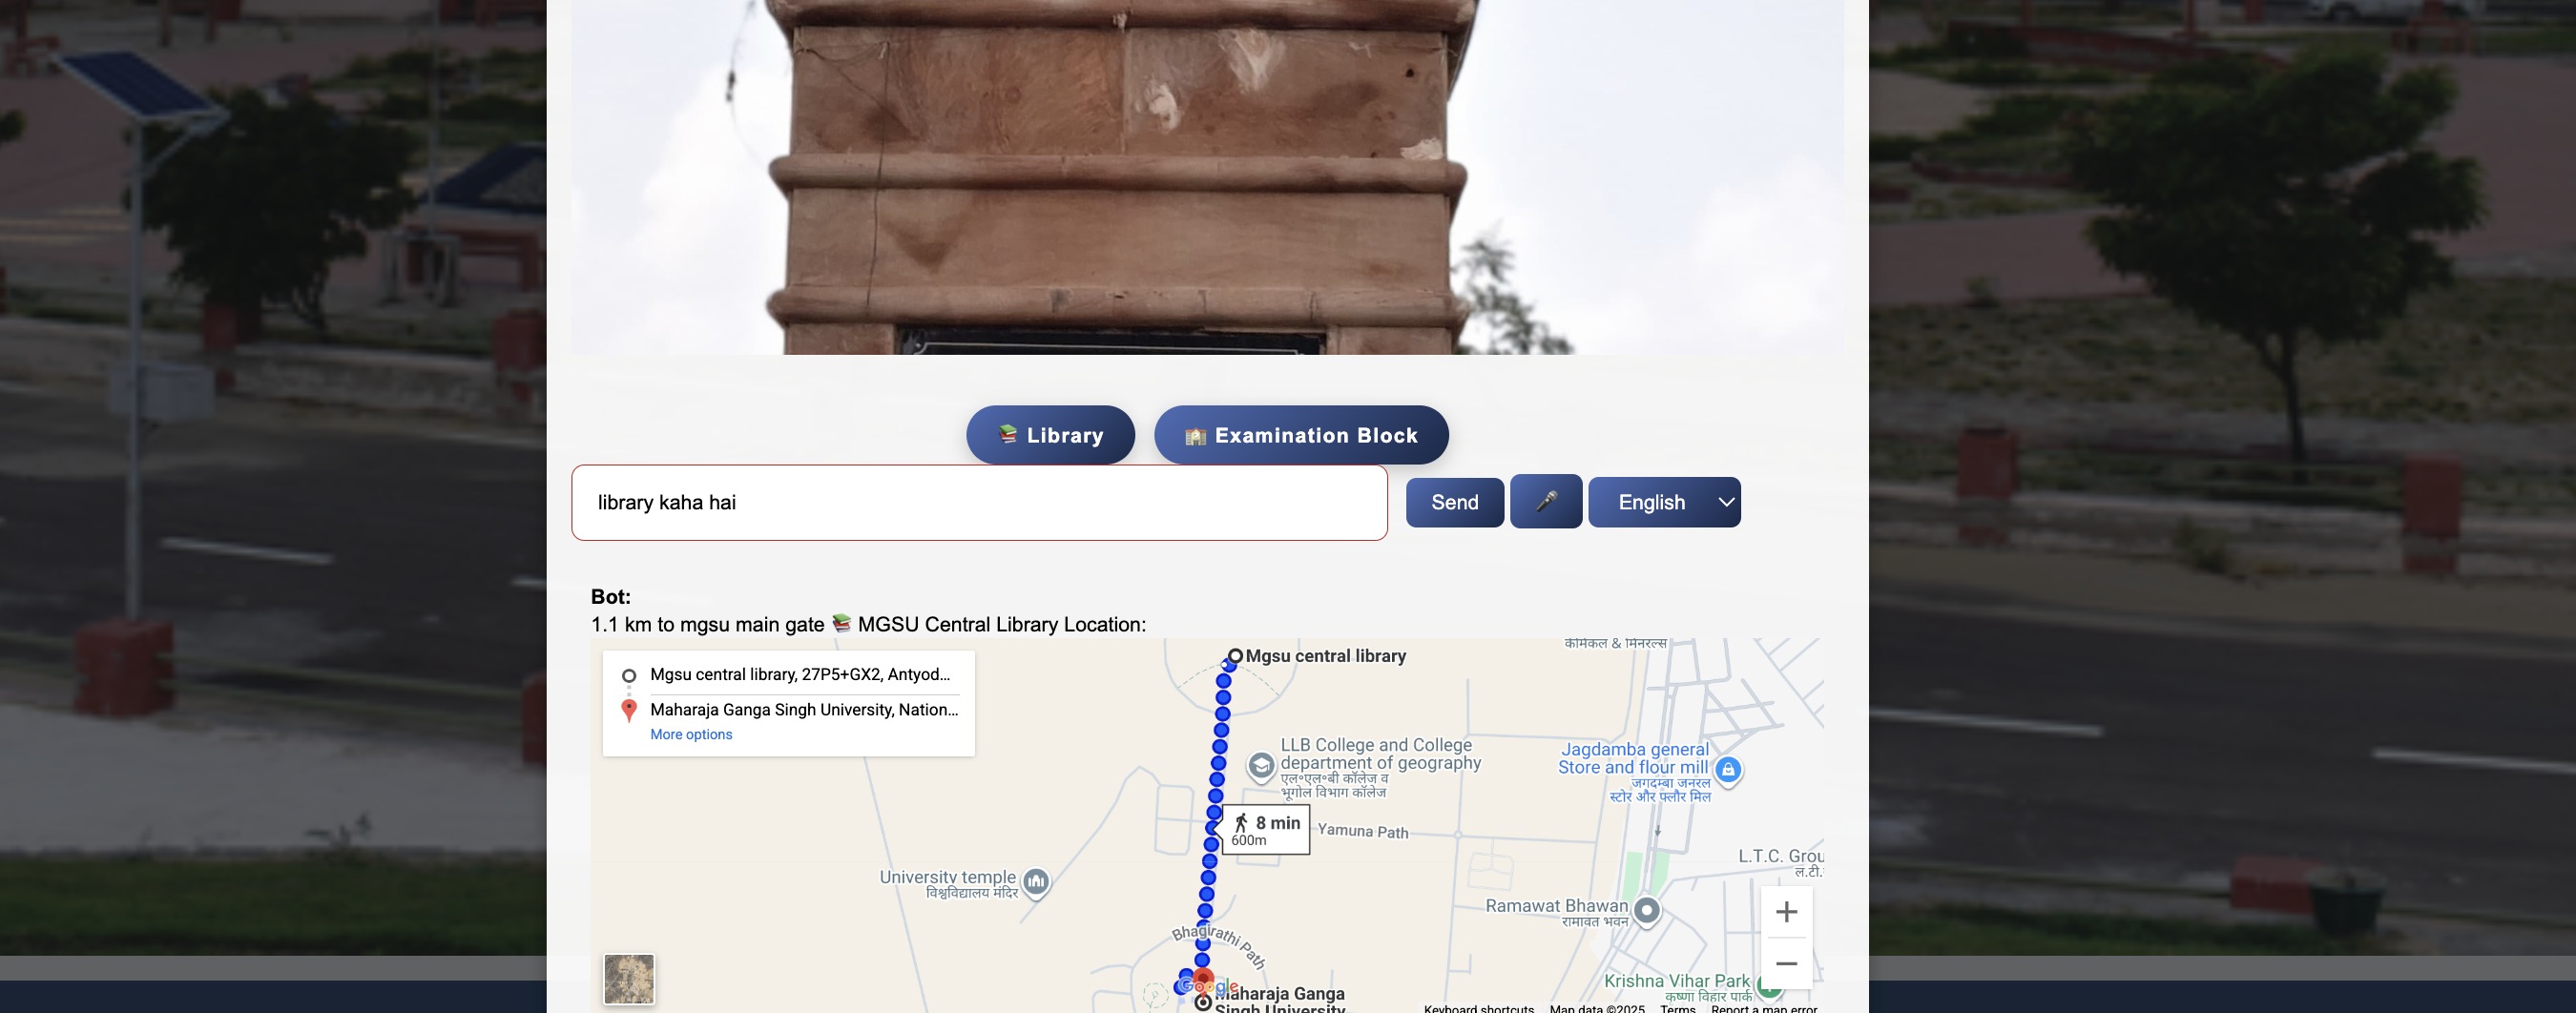 📚 Library
🏫 Examination Block
library kaha hai
Send
🎤
English
Bot:
1.1 km to mgsu main gate 📚 MGSU Central Library Location:
Mgsu central library, 27P5+GX2, Antyod...
Maharaja Ganga Singh University, Nation...
More options
Mgsu central library
केमिकल & मिनरल्स
LLB College and College
department of geography
एल॰एल॰बी कॉलेज व
भूगोल विभाग कॉलेज
Jagdamba general
Store and flour mill
जगदम्बा जनरल
स्टोर और फ्लौर मिल
8 min
600m
Yamuna Path
L.T.C. Grou
ल.टी.
University temple
विश्वविद्यालय मंदिर
Ramawat Bhawan
रामावत भवन
Bhagirathi Path
Krishna Vihar Park
कृष्णा विहार पार्क
Google
Maharaja Ganga
Singh University
Keyboard shortcuts
Map data ©2025
Terms
Report a map error